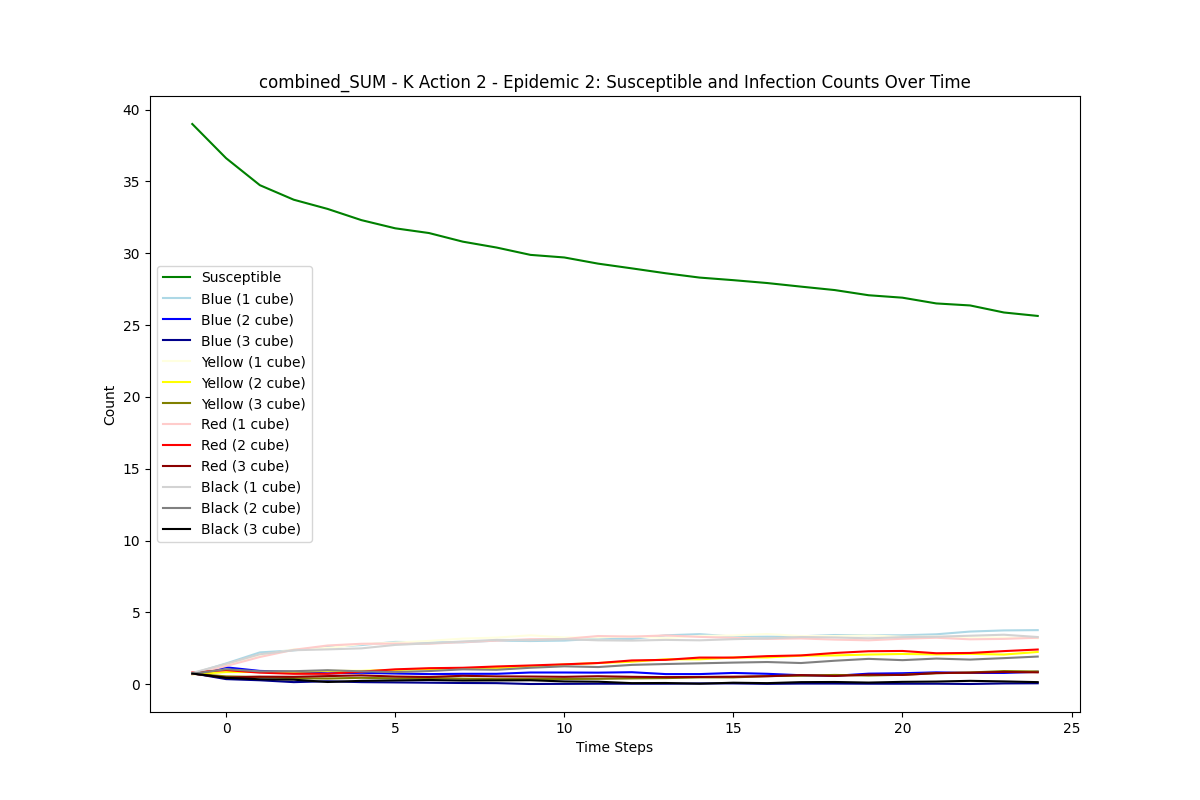 combined_SUM - K Action 2 - Epidemic 2: Susceptible and Infection Counts Over Time
40
35
30
25
20
15
10
5
0
Count
Susceptible
Blue (1 cube)
Blue (2 cube)
Blue (3 cube)
Yellow (1 cube)
Yellow (2 cube)
Yellow (3 cube)
Red (1 cube)
Red (2 cube)
Red (3 cube)
Black (1 cube)
Black (2 cube)
Black (3 cube)
0 5 10 15 20 25
Time Steps